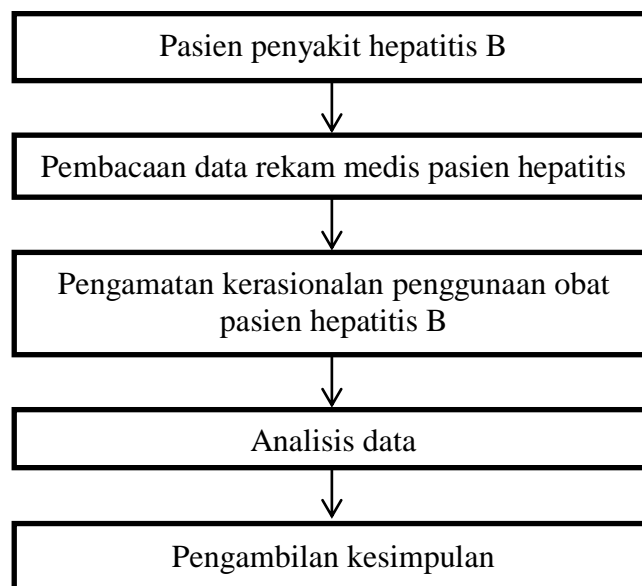 Pasien penyakit hepatitis B
Pembacaan data rekam medis pasien hepatitis
Pengamatan kerasionalan penggunaan obat
pasien hepatitis B
Analisis data
Pengambilan kesimpulan